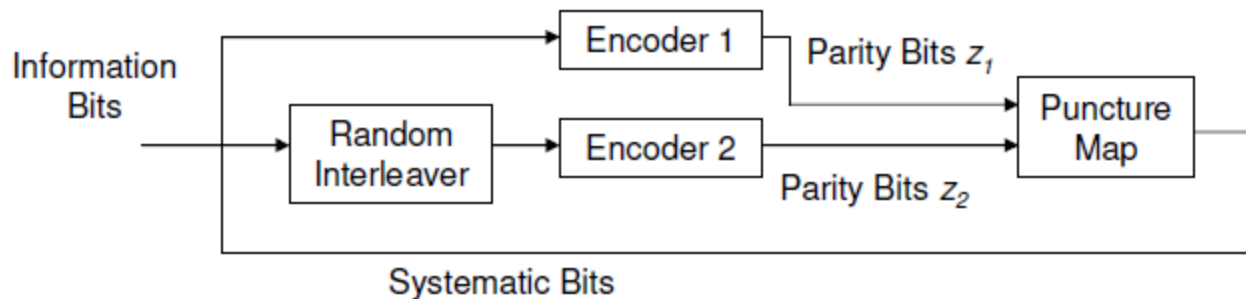 Information
Bits
Encoder 1
Parity Bits z1
Random
Interleaver
Encoder 2
Parity Bits z2
Puncture
Map
Systematic Bits